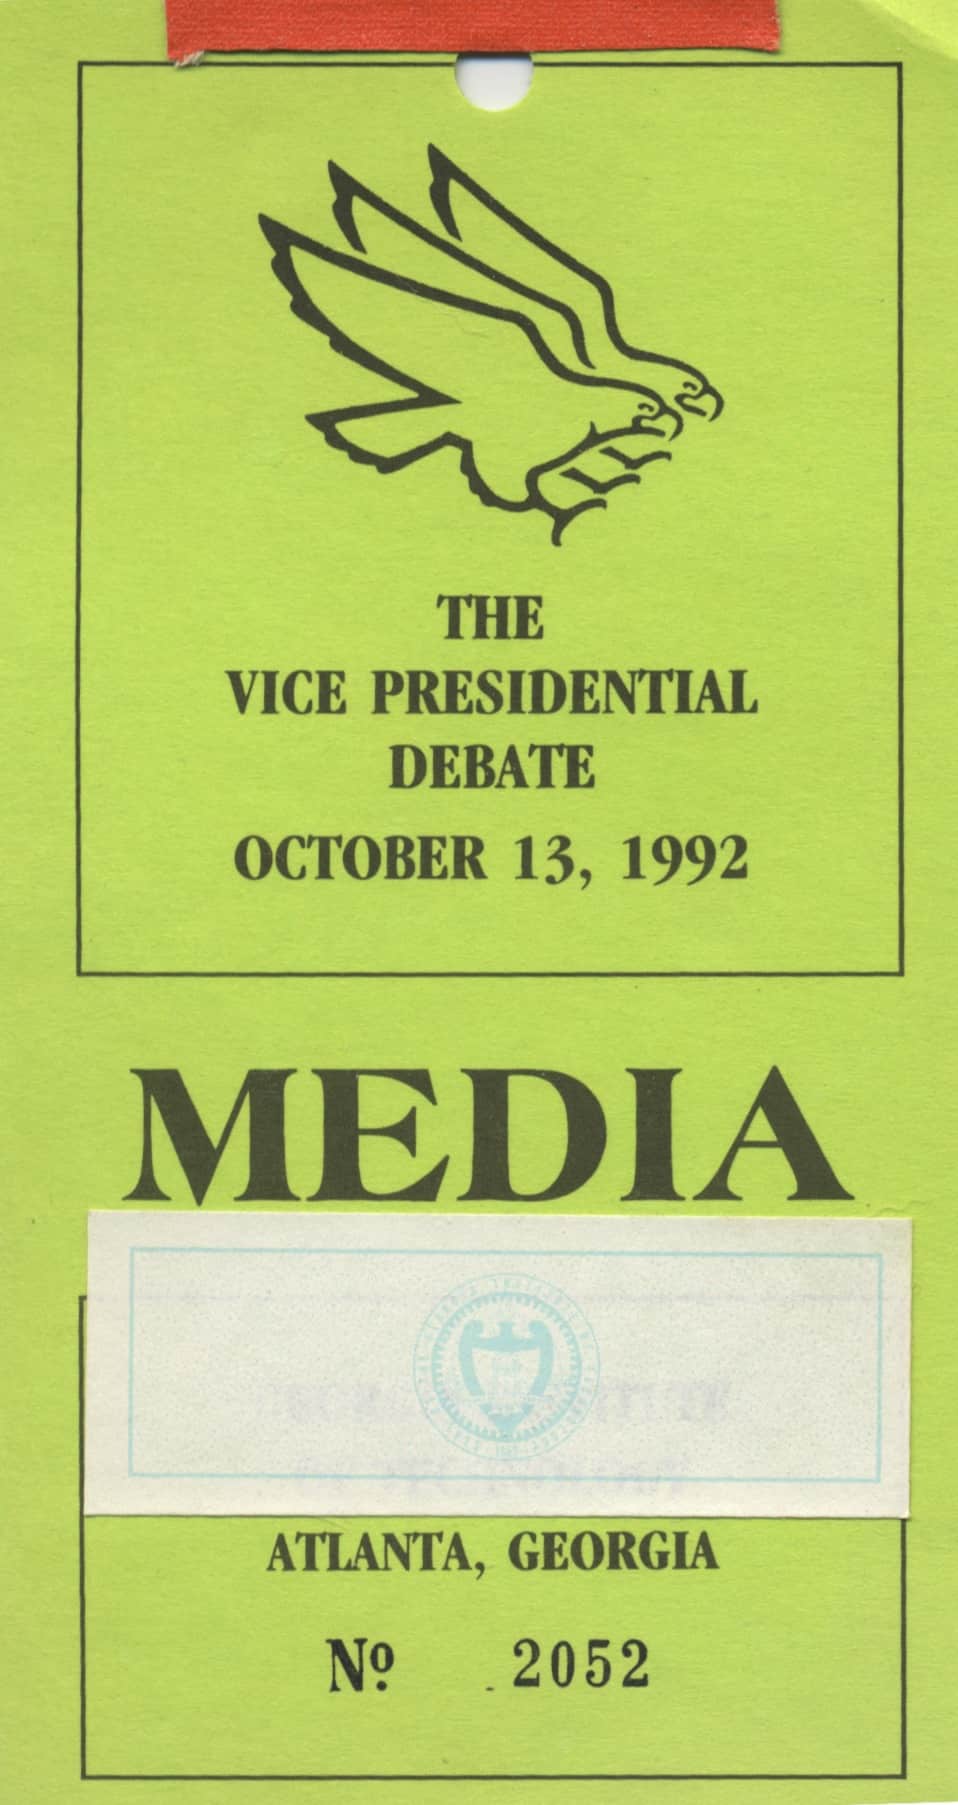 THE
VICE PRESIDENTIAL
DEBATE
OCTOBER 13, 1992
MEDIA
ATLANTA, GEORGIA
Nº 2052